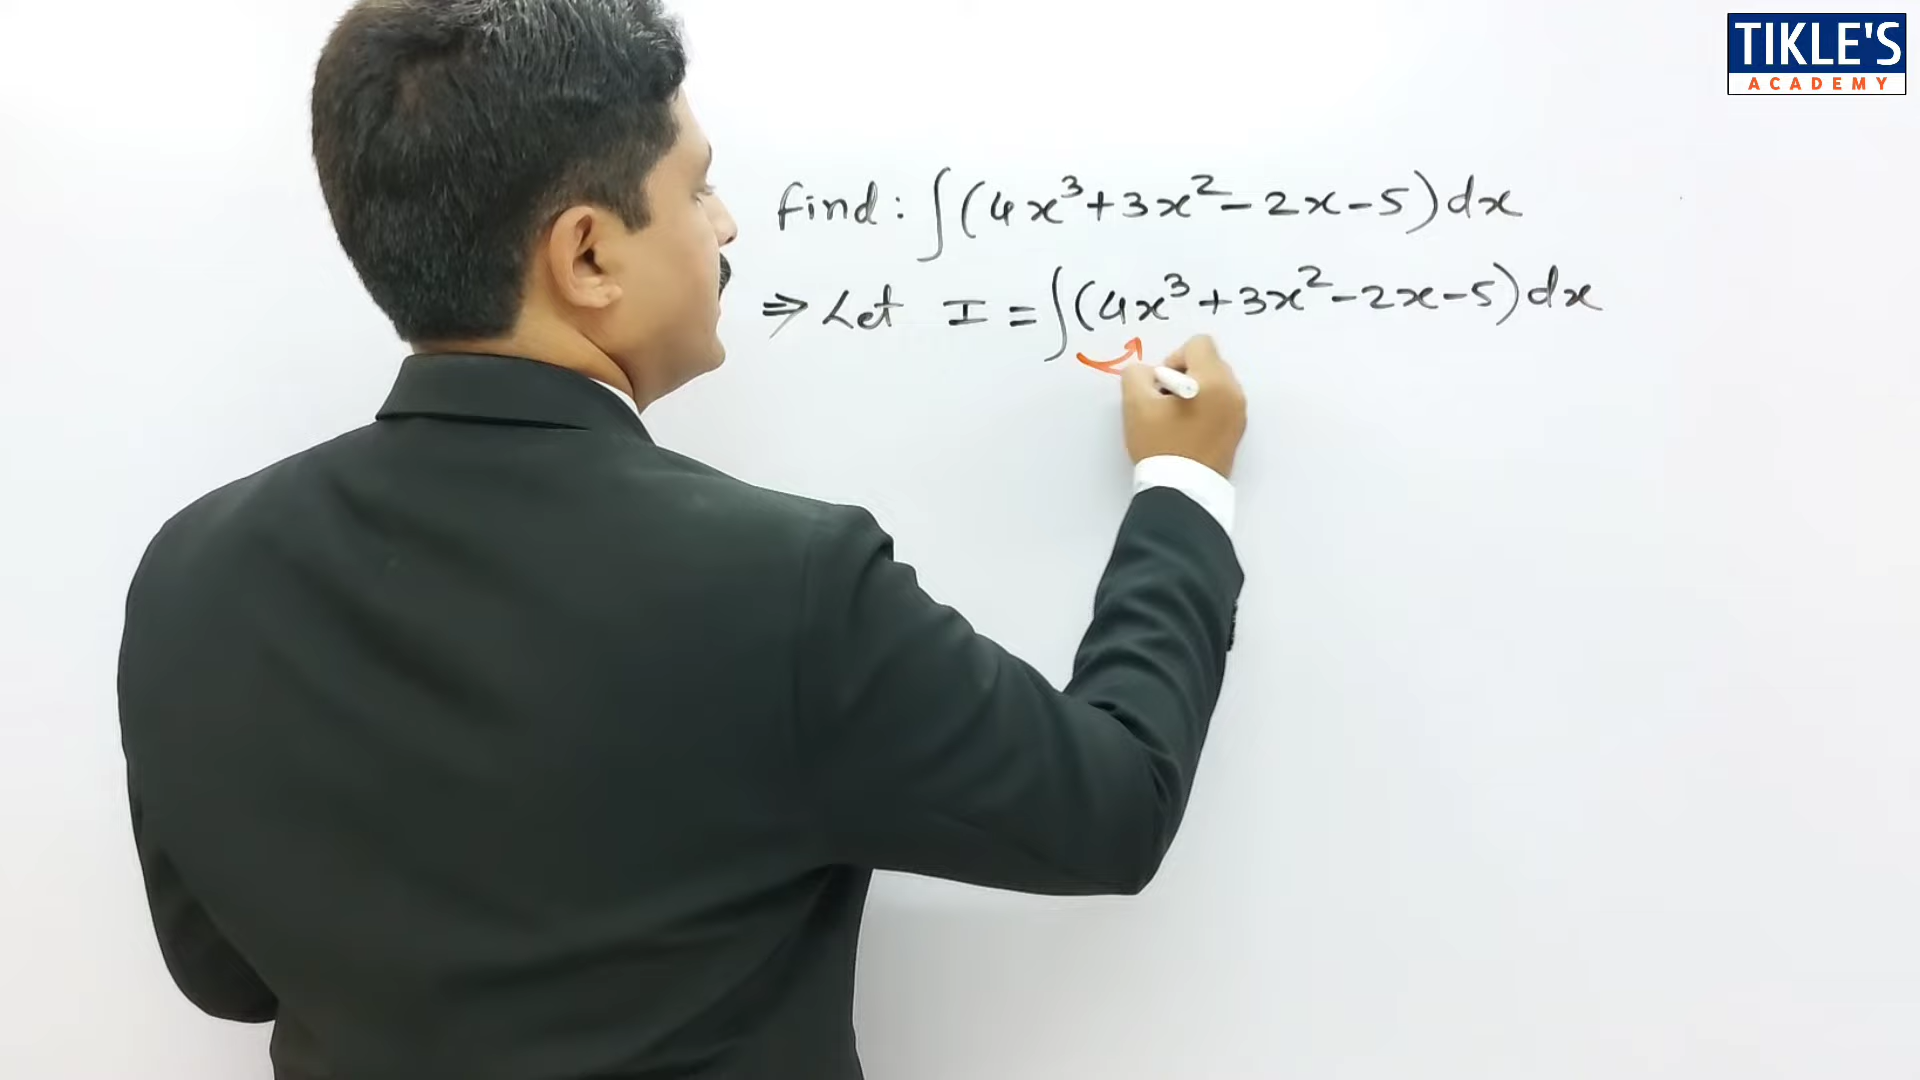 TIKLE'S
ACADEMY
find: ∫(4x³+3x²-2x-5)dx
⇒ Let I = ∫(4x³+3x²-2x-5)dx